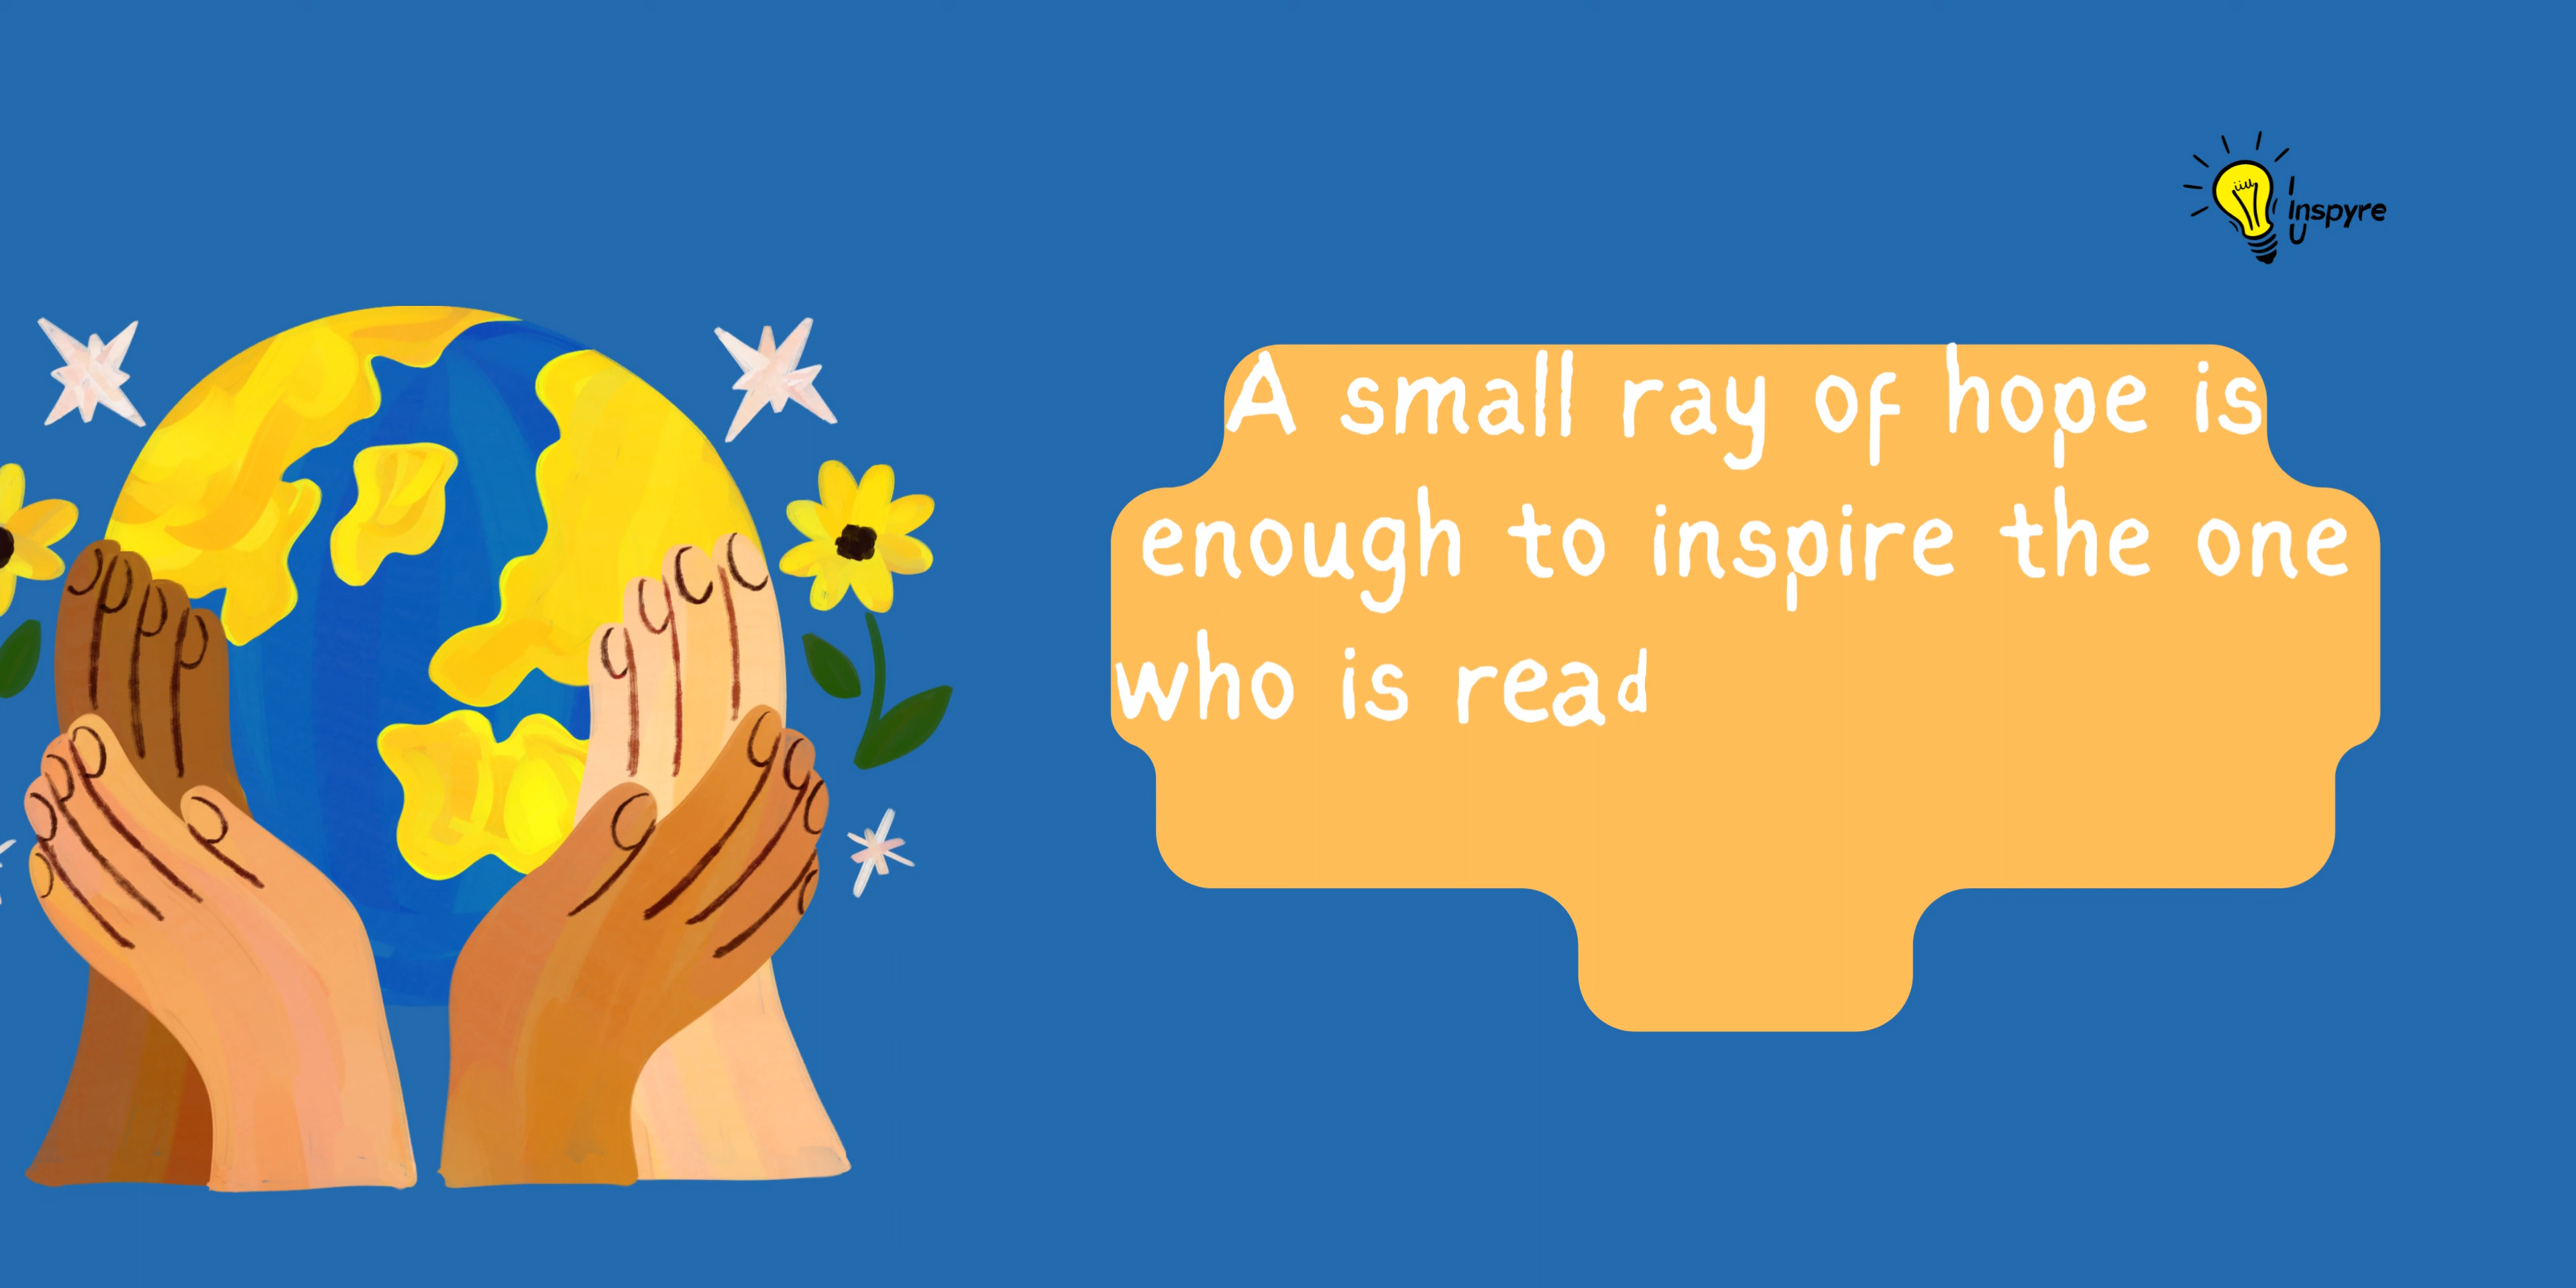 I
Inspyre
U
A small ray of hope is
enough to inspire the one
who is read